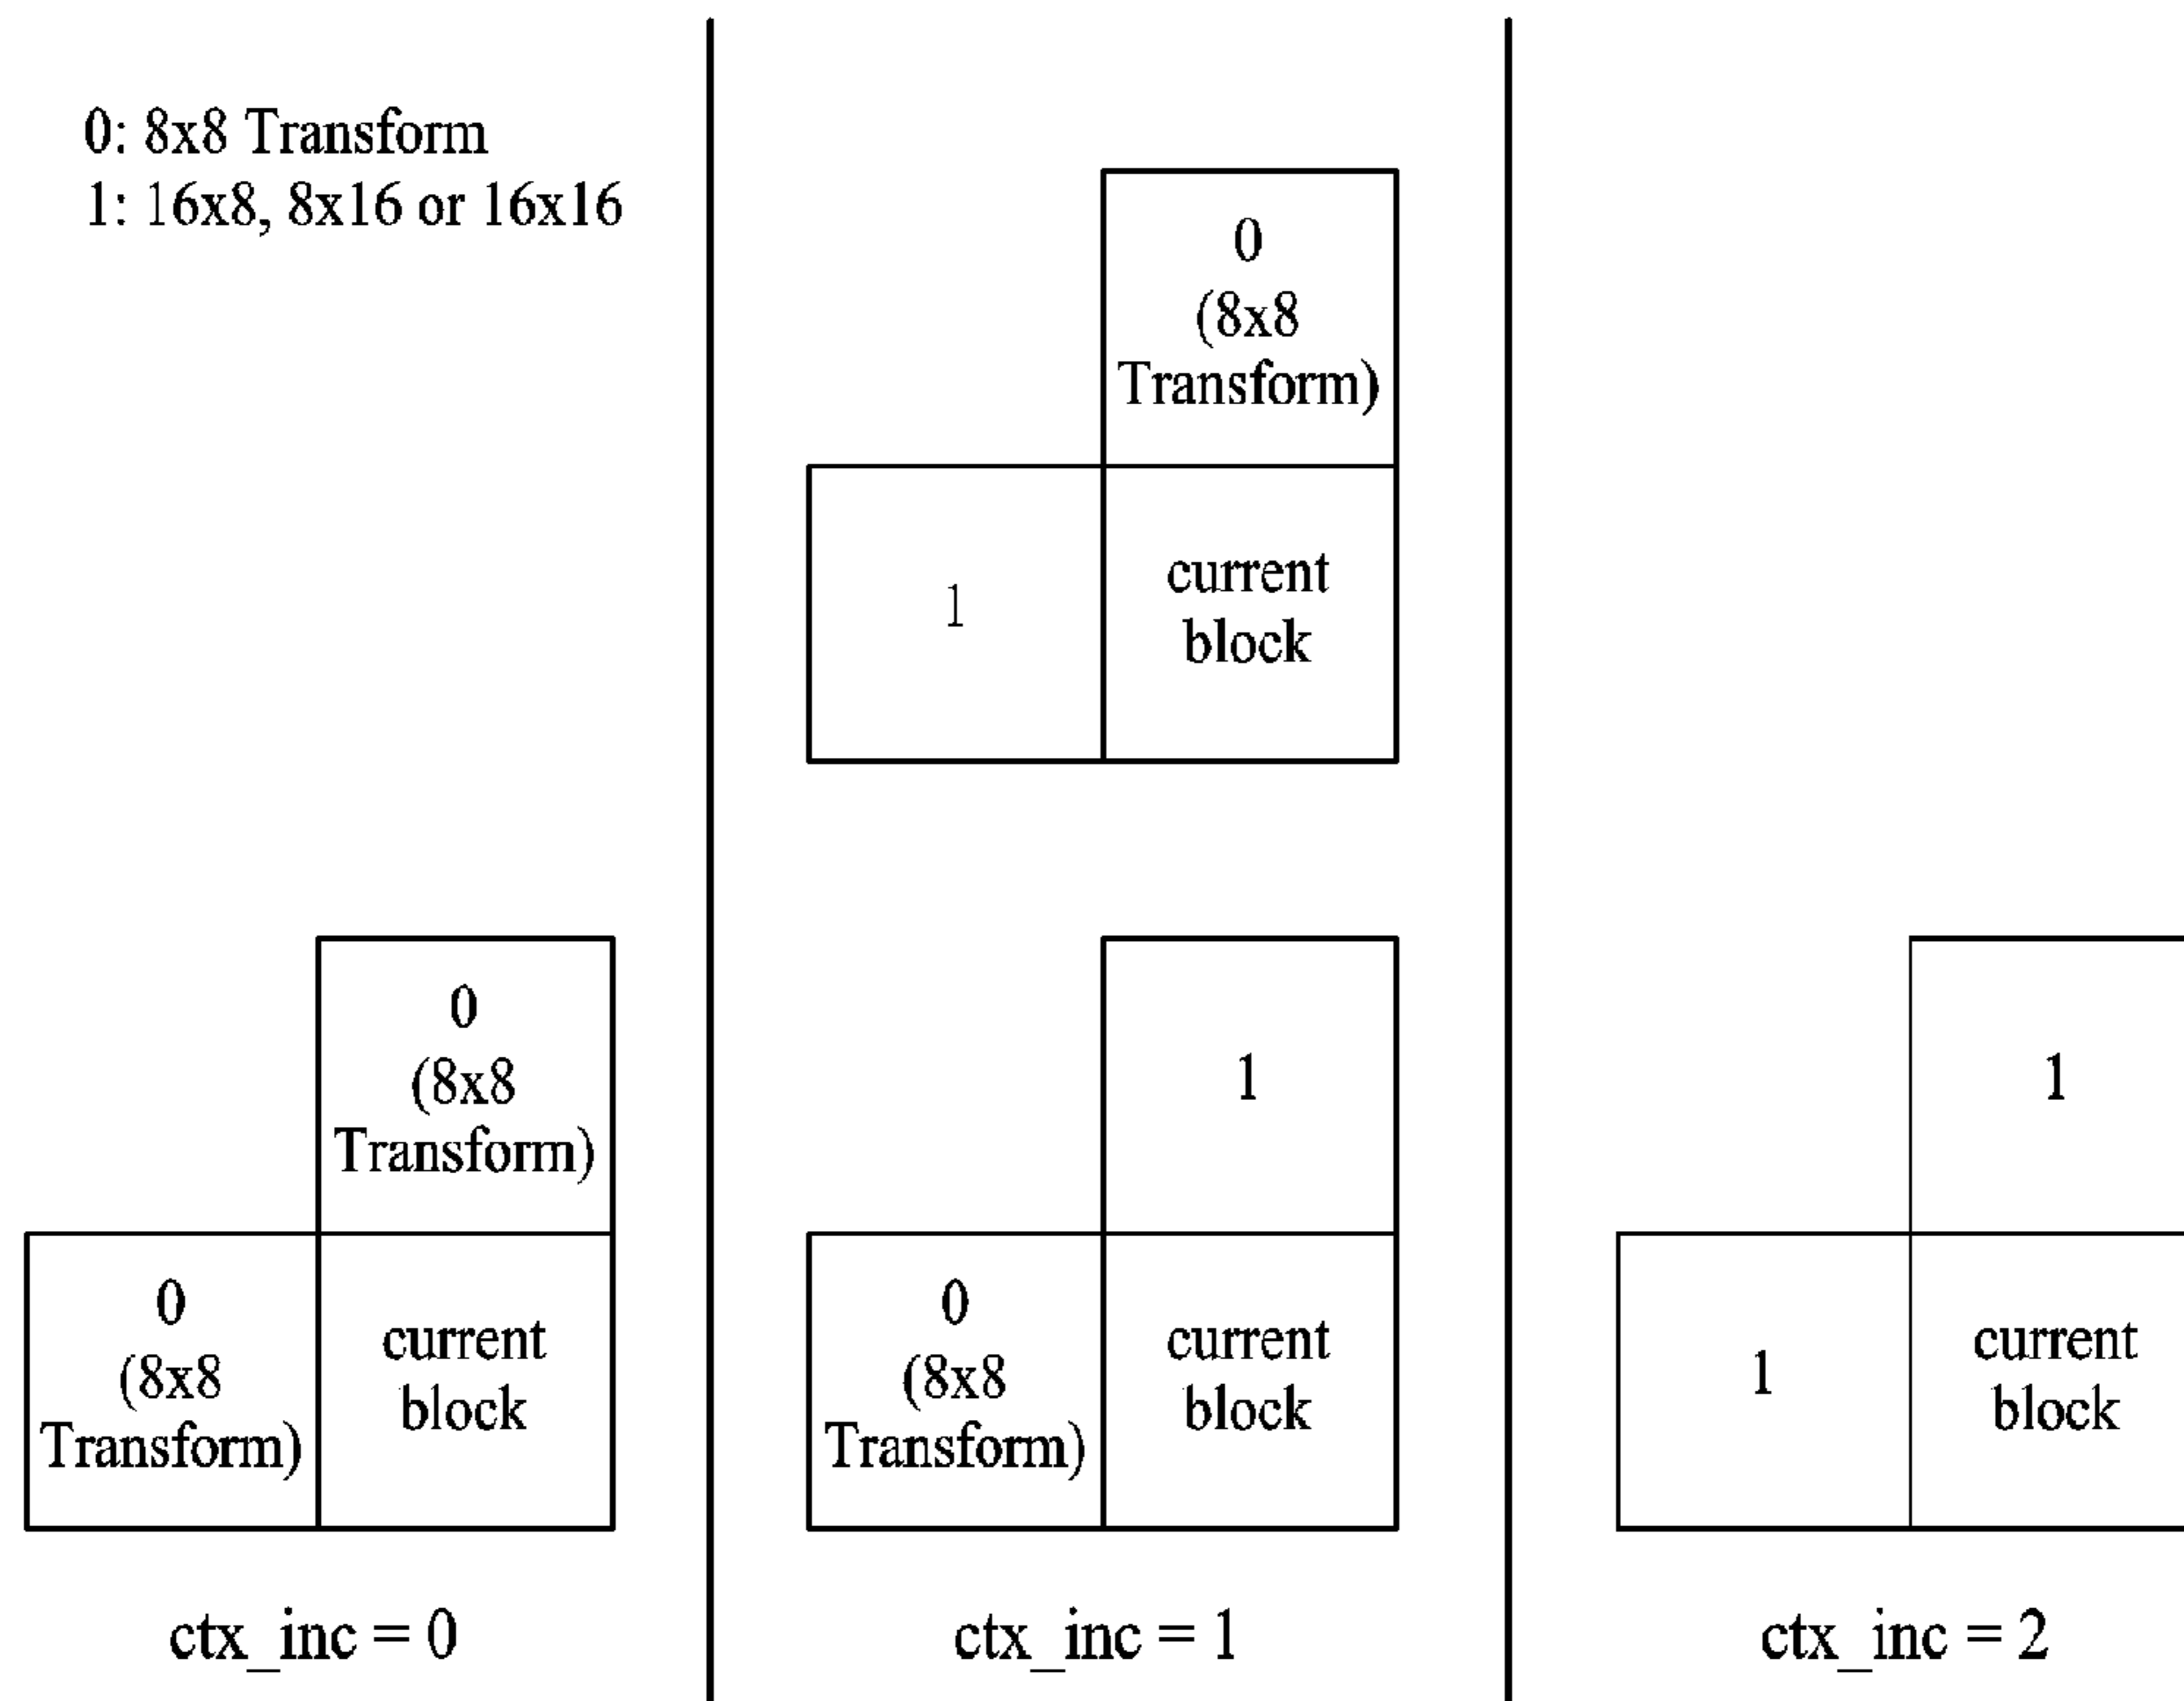 0: 8x8 Transform
1: 16x8, 8x16 or 16x16
0
(8x8
Transform)
0
(8x8
Transform)
current
block
ctx_inc = 0
0
(8x8
Transform)
1
current
block
1
0
(8x8
Transform)
current
block
ctx_inc = 1
1
1
current
block
ctx_inc = 2